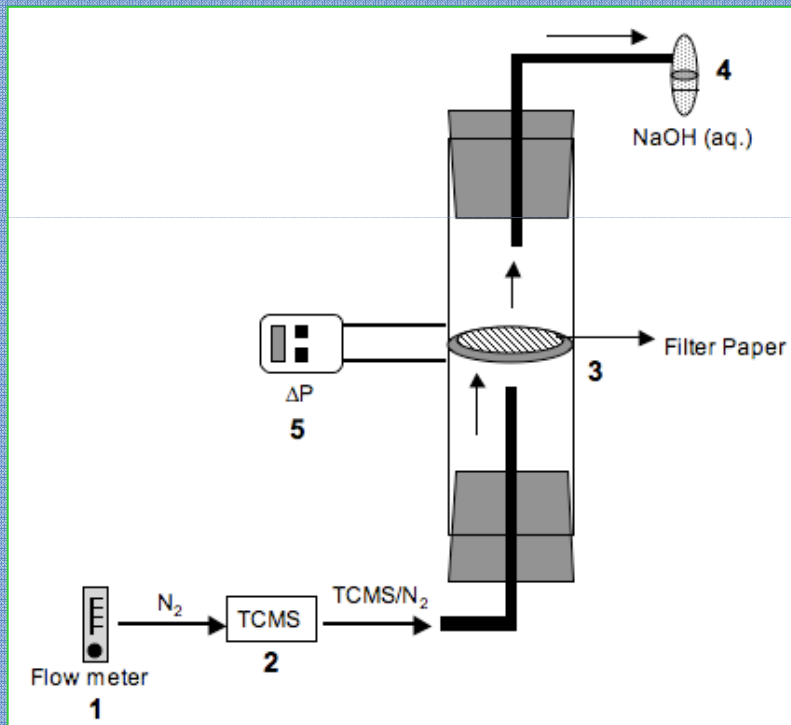 4
NaOH (aq.)
Filter Paper
3
ΔP
5
N₂
TCMS
TCMS/N₂
2
Flow meter
1